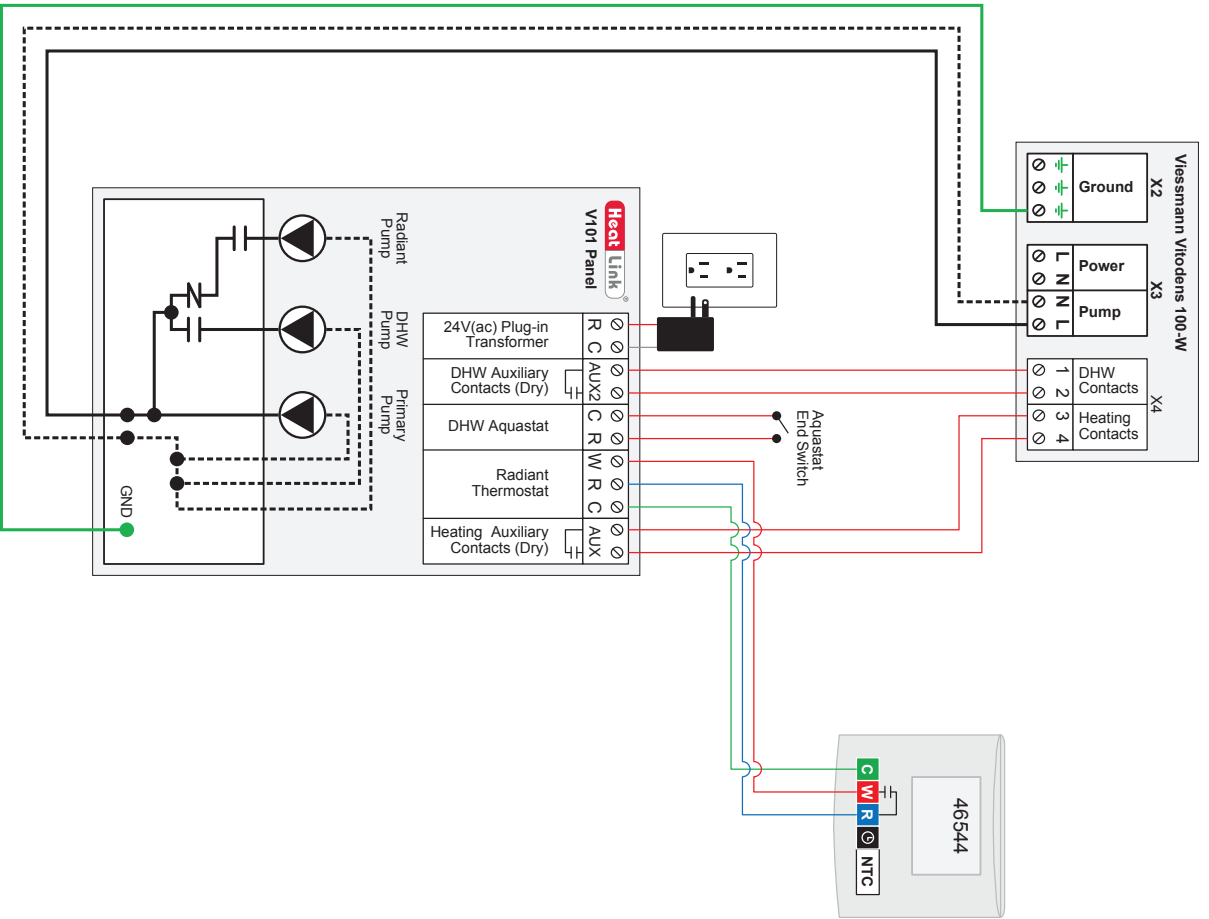 Viessmann Vitodens 100-W
X2
Ground
X3
L
N
Power
N
L
Pump
X4
1
2
DHW
Contacts
3
4
Heating
Contacts
Heat Link®
V101 Panel
24V(ac) Plug-in
Transformer
R
C
DHW Auxiliary
Contacts (Dry)
AUX2
DHW Aquastat
C
R
Radiant
Thermostat
W
R
C
Heating Auxiliary
Contacts (Dry)
AUX
Radiant
Pump
DHW
Pump
Primary
Pump
GND
Aquastat
End Switch
C
W
R
NTC
46544